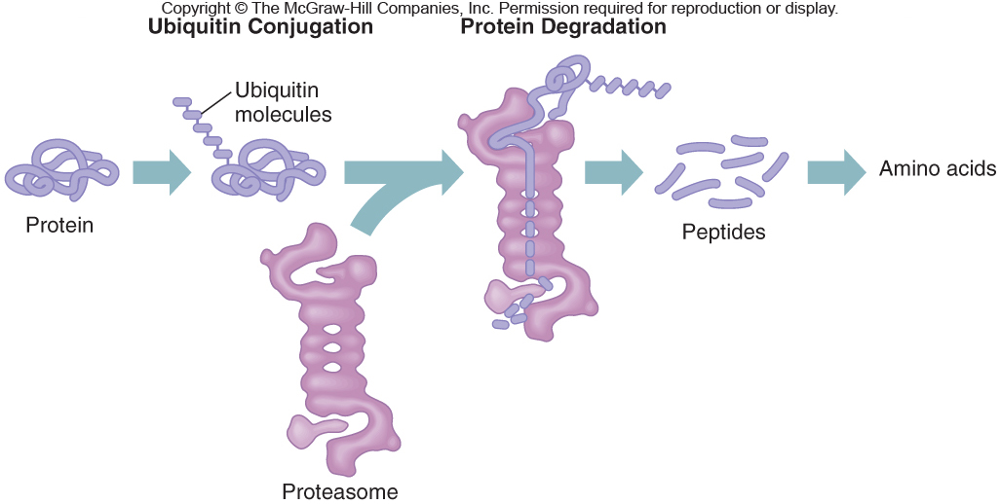 Copyright © The McGraw-Hill Companies, Inc. Permission required for reproduction or display.
Ubiquitin Conjugation
Protein Degradation
Ubiquitin
molecules
Protein
Proteasome
Peptides
Amino acids